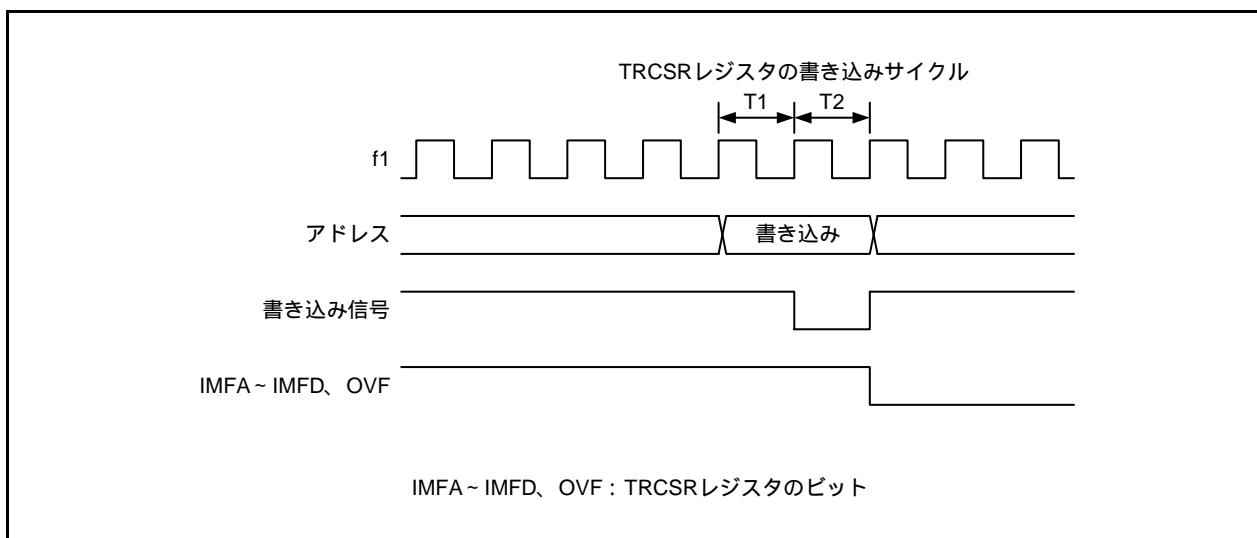 TRCSRレジスタの書き込みサイクル
T1 T2
f1
アドレス 書き込み
書き込み信号
IMFA~IMFD、OVF
IMFA~IMFD、OVF:TRCSRレジスタのビット